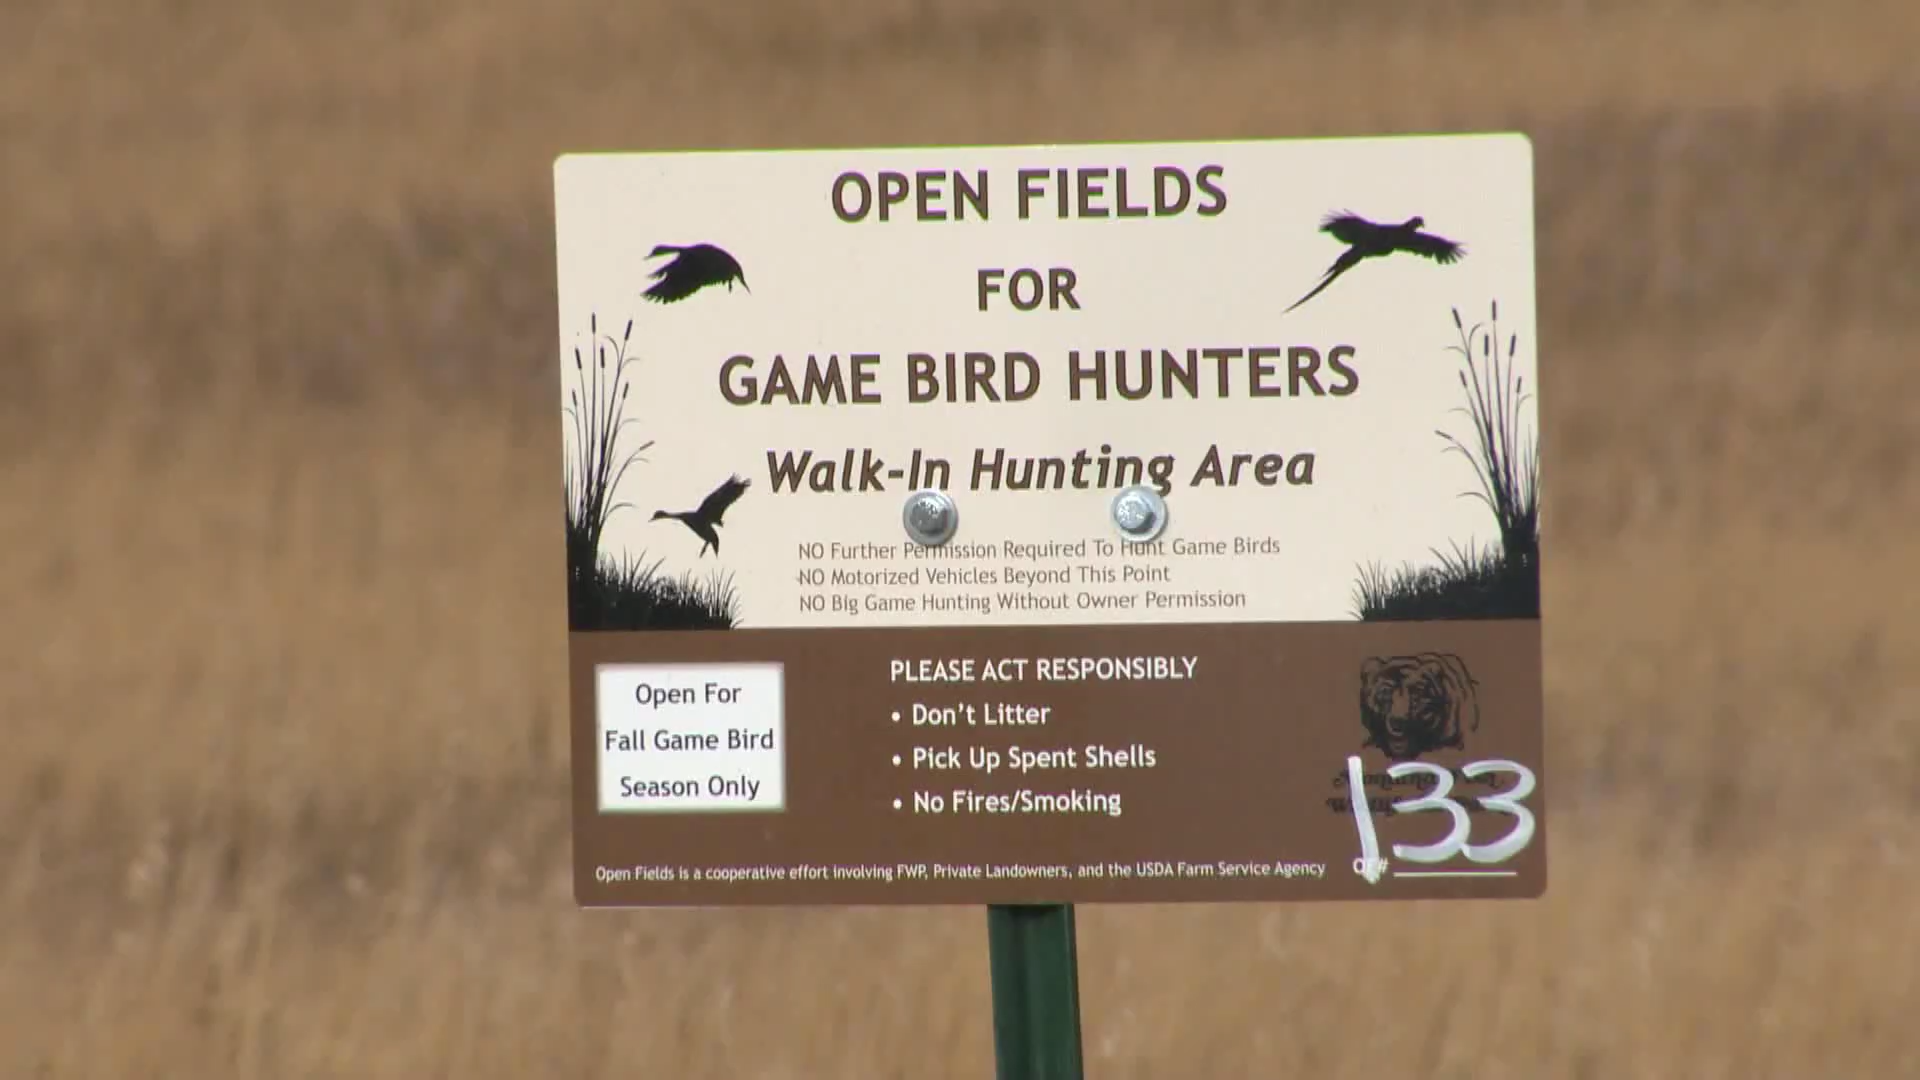 OPEN FIELDS
FOR
GAME BIRD HUNTERS
Walk-In Hunting Area
NO Further Permission Required To Hunt Game Birds
NO Motorized Vehicles Beyond This Point
NO Big Game Hunting Without Owner Permission
Open For
Fall Game Bird
Season Only
PLEASE ACT RESPONSIBLY
• Don't Litter
• Pick Up Spent Shells
• No Fires/Smoking
133
Open Fields is a cooperative effort involving FWP, Private Landowners, and the USDA Farm Service Agency
OF#